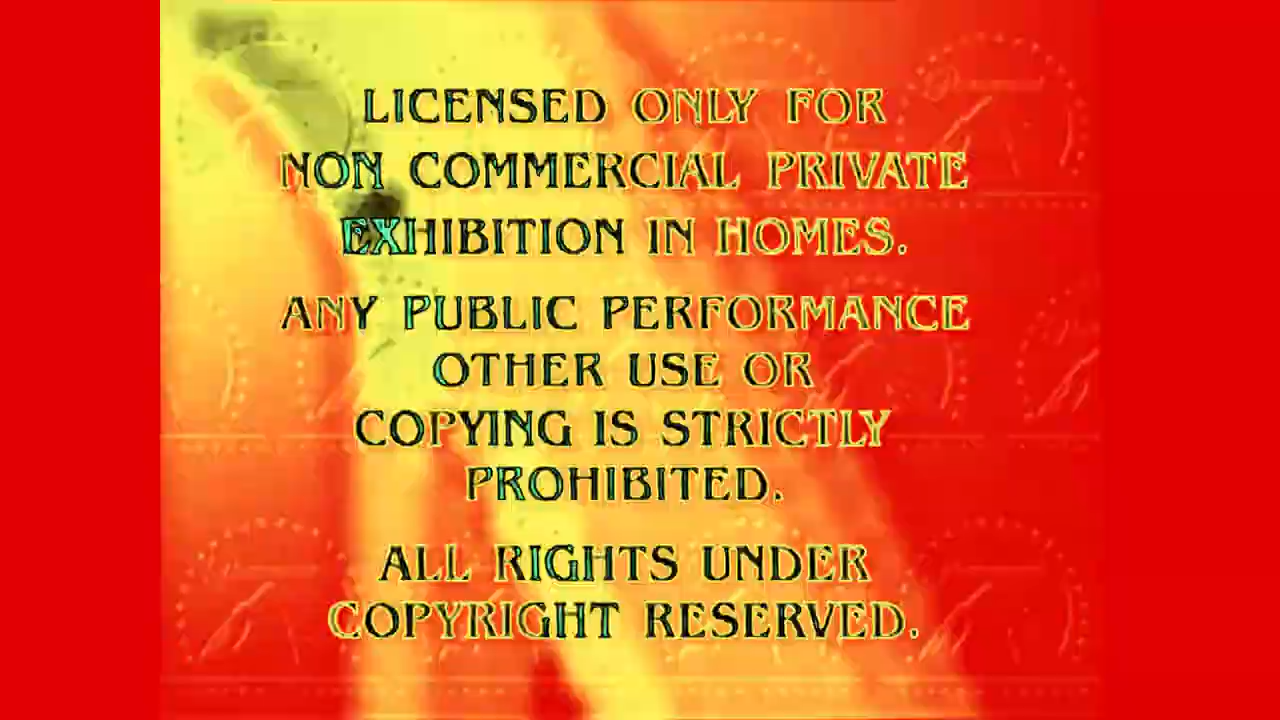 LICENSED ONLY FOR
NON COMMERCIAL PRIVATE
EXHIBITION IN HOMES.
ANY PUBLIC PERFORMANCE
OTHER USE OR
COPYING IS STRICTLY
PROHIBITED.
ALL RIGHTS UNDER
COPYRIGHT RESERVED.